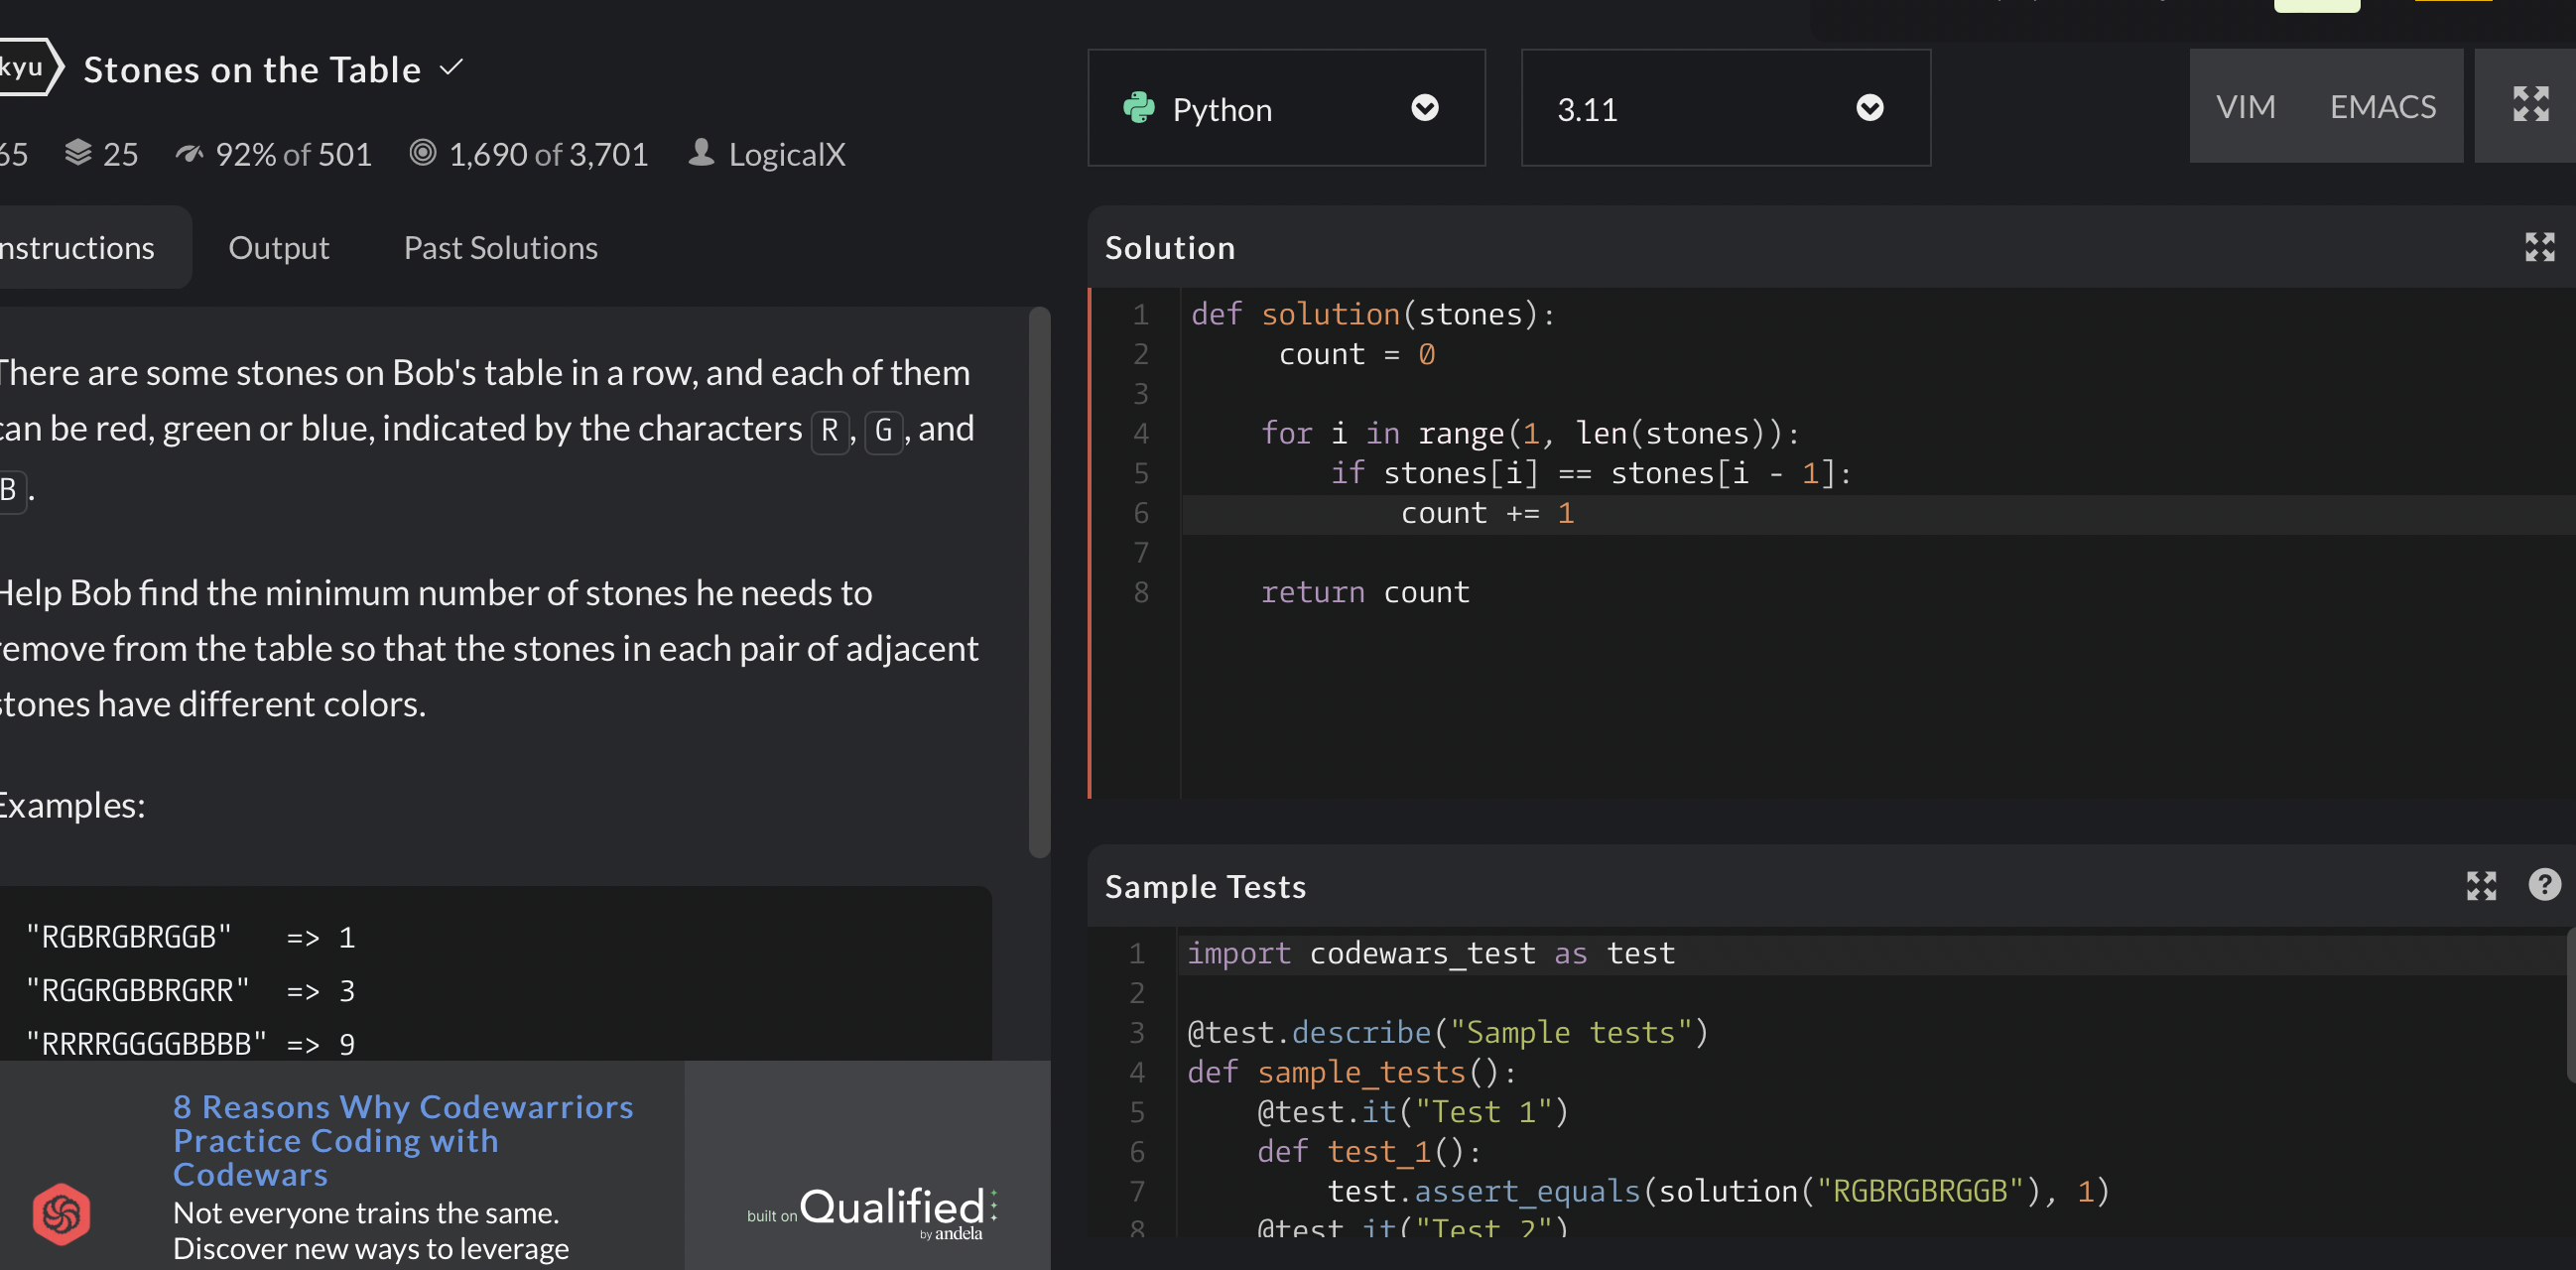 kyu Stones on the Table
65 25 92% of 501 1,690 of 3,701 LogicalX
nstructions Output Past Solutions
There are some stones on Bob's table in a row, and each of them
can be red, green or blue, indicated by the characters R, G, and
B.
Help Bob find the minimum number of stones he needs to
remove from the table so that the stones in each pair of adjacent
stones have different colors.
Examples:
"RGBRGBRGGB" => 1
"RGGRGBBRGRR" => 3
"RRRRGGGGBBBB" => 9
8 Reasons Why Codewarriors
Practice Coding with
Codewars
Not everyone trains the same.
Discover new ways to leverage
built on Qualified
by andela
Python 3.11 VIM EMACS
Solution
1 def solution(stones):
2      count = 0
3
4     for i in range(1, len(stones)):
5         if stones[i] == stones[i - 1]:
6             count += 1
7
8     return count
Sample Tests
1 import codewars_test as test
2
3 @test.describe("Sample tests")
4 def sample_tests():
5     @test.it("Test 1")
6     def test_1():
7         test.assert_equals(solution("RGBRGBRGGB"), 1)
8     @test.it("Test 2")